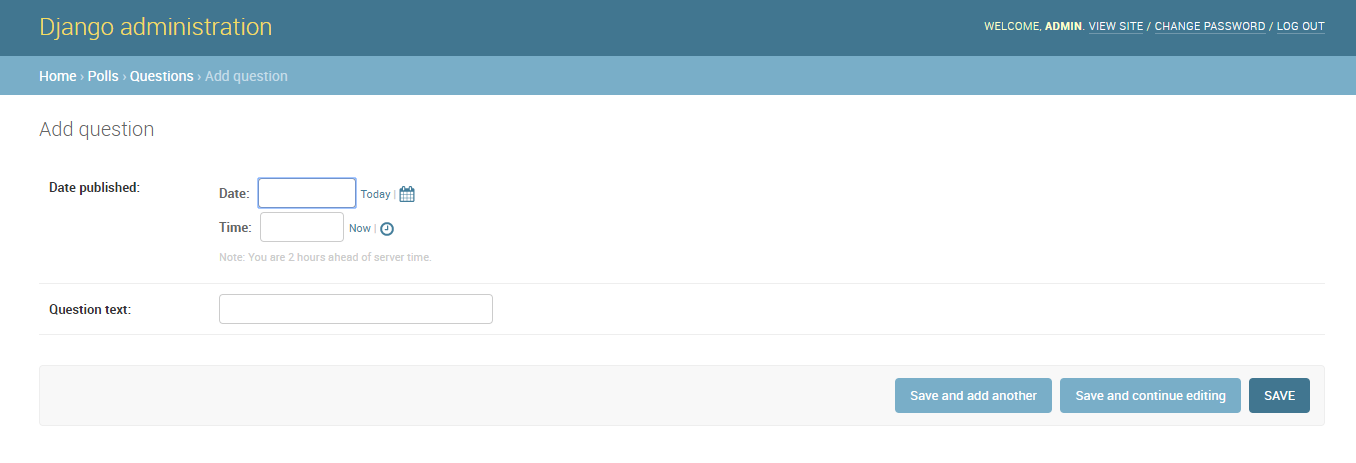 Django administration
WELCOME, ADMIN. VIEW SITE / CHANGE PASSWORD / LOG OUT
Home › Polls › Questions › Add question
Add question
Date published:
Date: Today |
Time: Now |
Note: You are 2 hours ahead of server time.
Question text:
Save and add another Save and continue editing SAVE